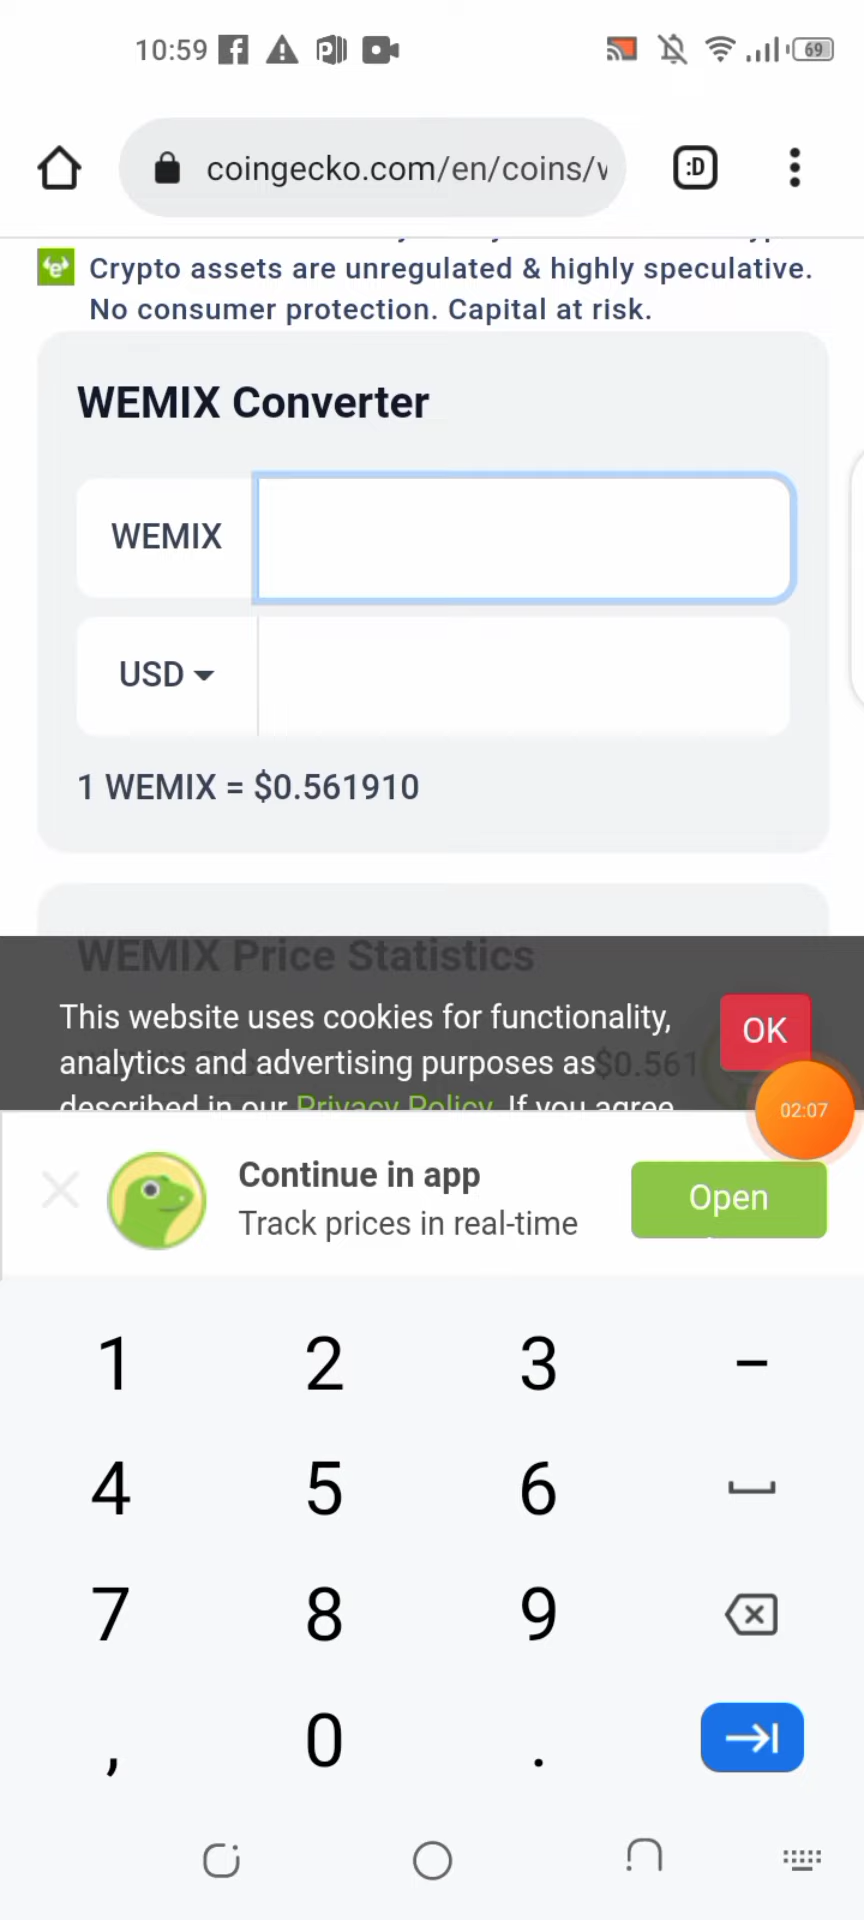 10:59
69
coingecko.com/en/coins/
:D
Crypto assets are unregulated & highly speculative.
No consumer protection. Capital at risk.
WEMIX Converter
WEMIX
USD
1 WEMIX = $0.561910
WEMIX Price Statistics
This website uses cookies for functionality,
OK
analytics and advertising purposes as
$0.561
described in our Privacy Policy. If you agree
02:07
Continue in app
Track prices in real-time
Open
1 2 3 –
4 5 6
7 8 9
, 0 .